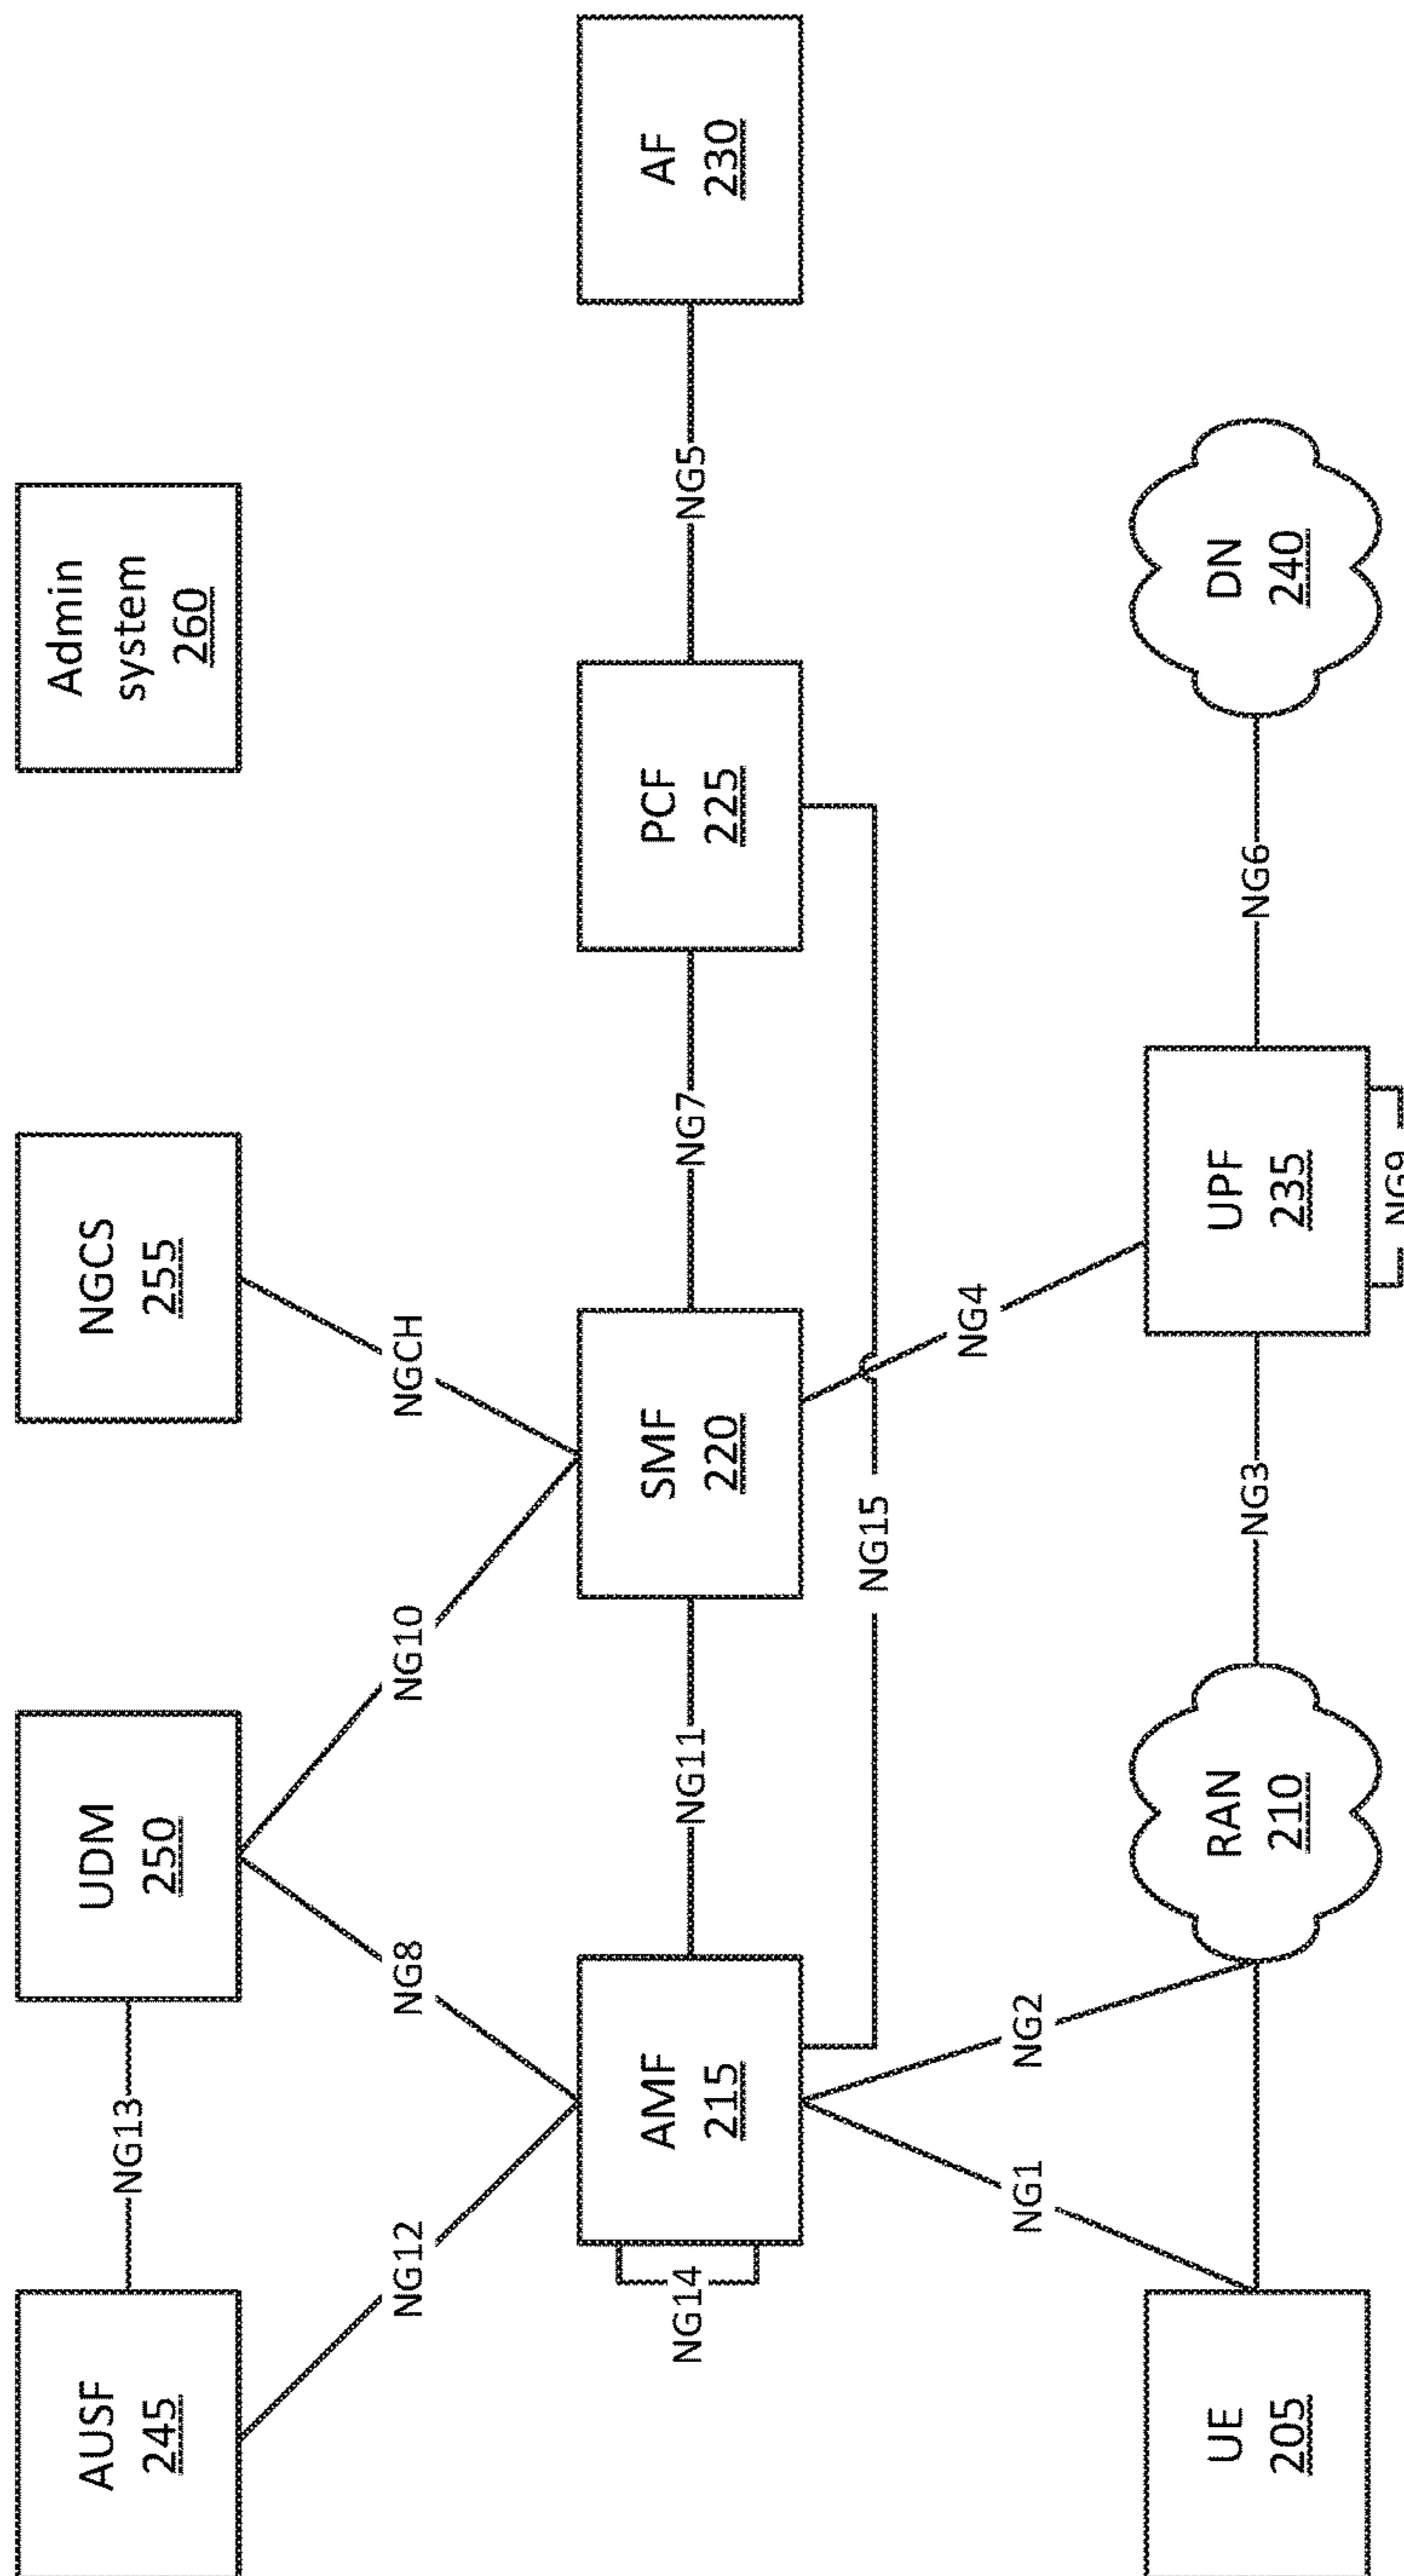 AUSF
245
NG13
UDM
250
NGCS
255
Admin
system
260
NG12
NG8
NG10
NGCH
NG14
AMF
215
NG11
SMF
220
NG7
PCF
225
NG5
AF
230
NG15
NG1
NG2
NG4
UE
205
RAN
210
NG3
UPF
235
NG6
DN
240
NG9